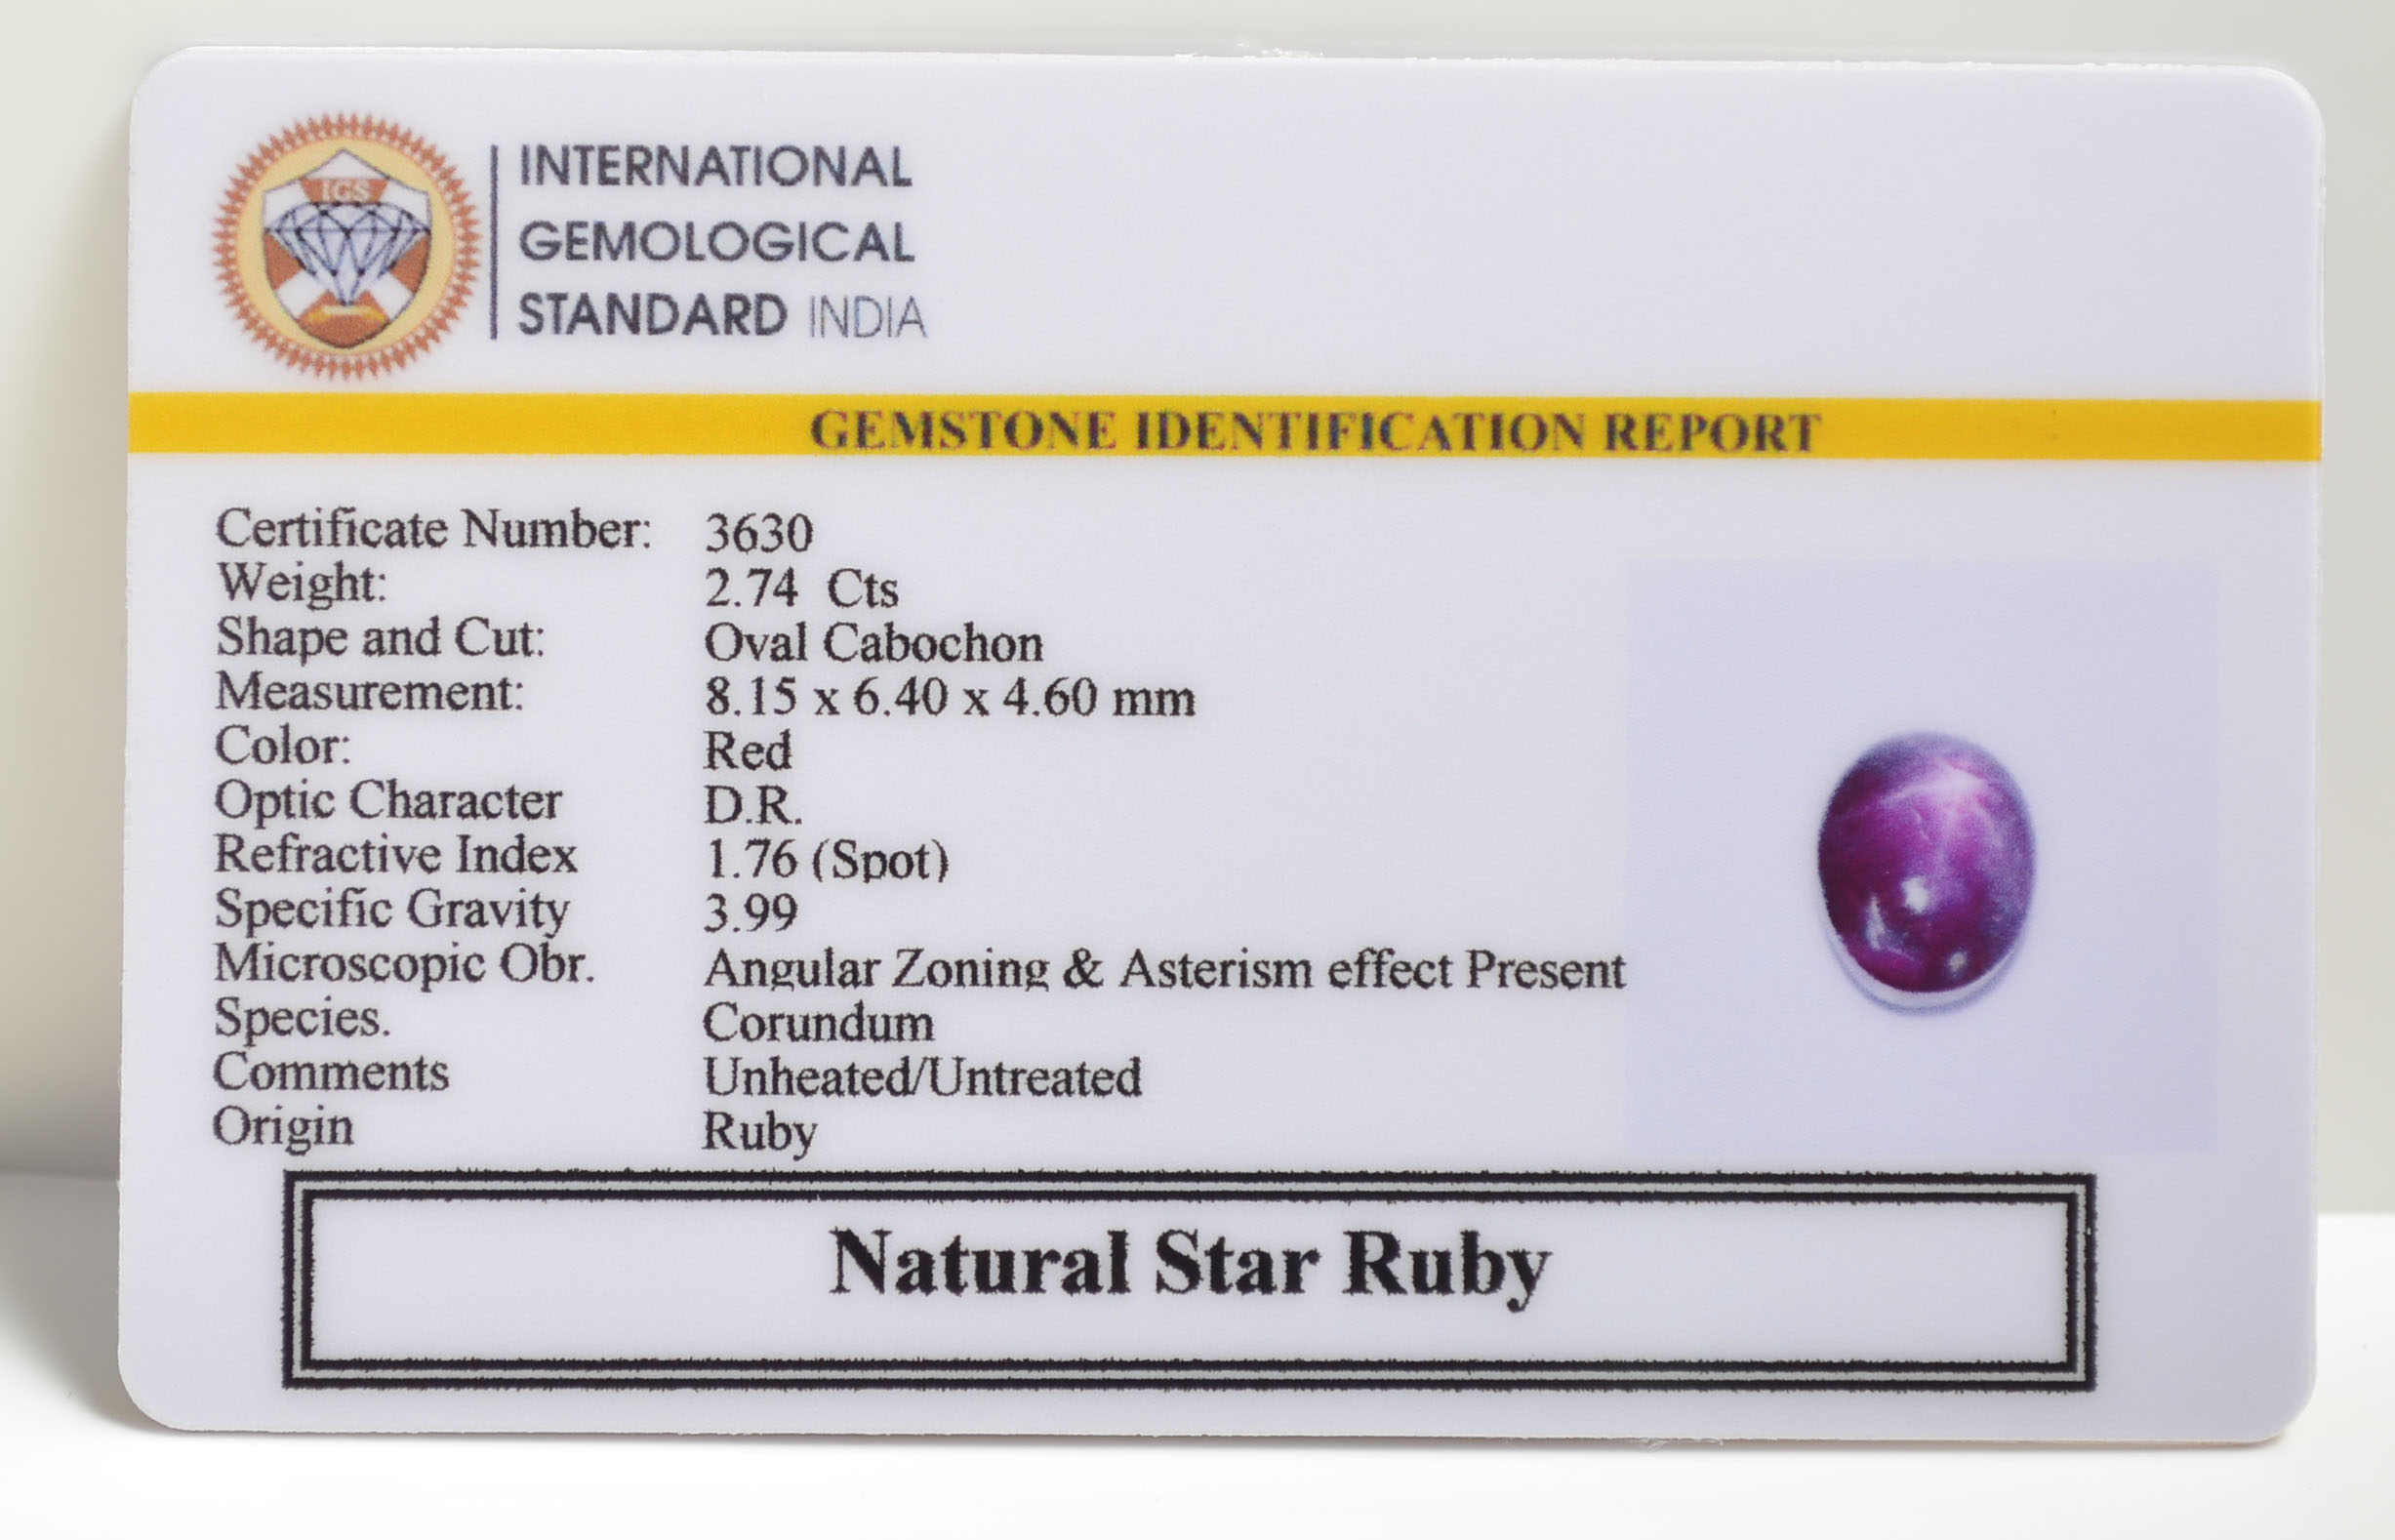 IGS
INTERNATIONAL
GEMOLOGICAL
STANDARD INDIA
GEMSTONE IDENTIFICATION REPORT
Certificate Number: 3630
Weight: 2.74 Cts
Shape and Cut: Oval Cabochon
Measurement: 8.15 x 6.40 x 4.60 mm
Color: Red
Optic Character D.R.
Refractive Index 1.76 (Spot)
Specific Gravity 3.99
Microscopic Obr. Angular Zoning & Asterism effect Present
Species. Corundum
Comments Unheated/Untreated
Origin Ruby
Natural Star Ruby